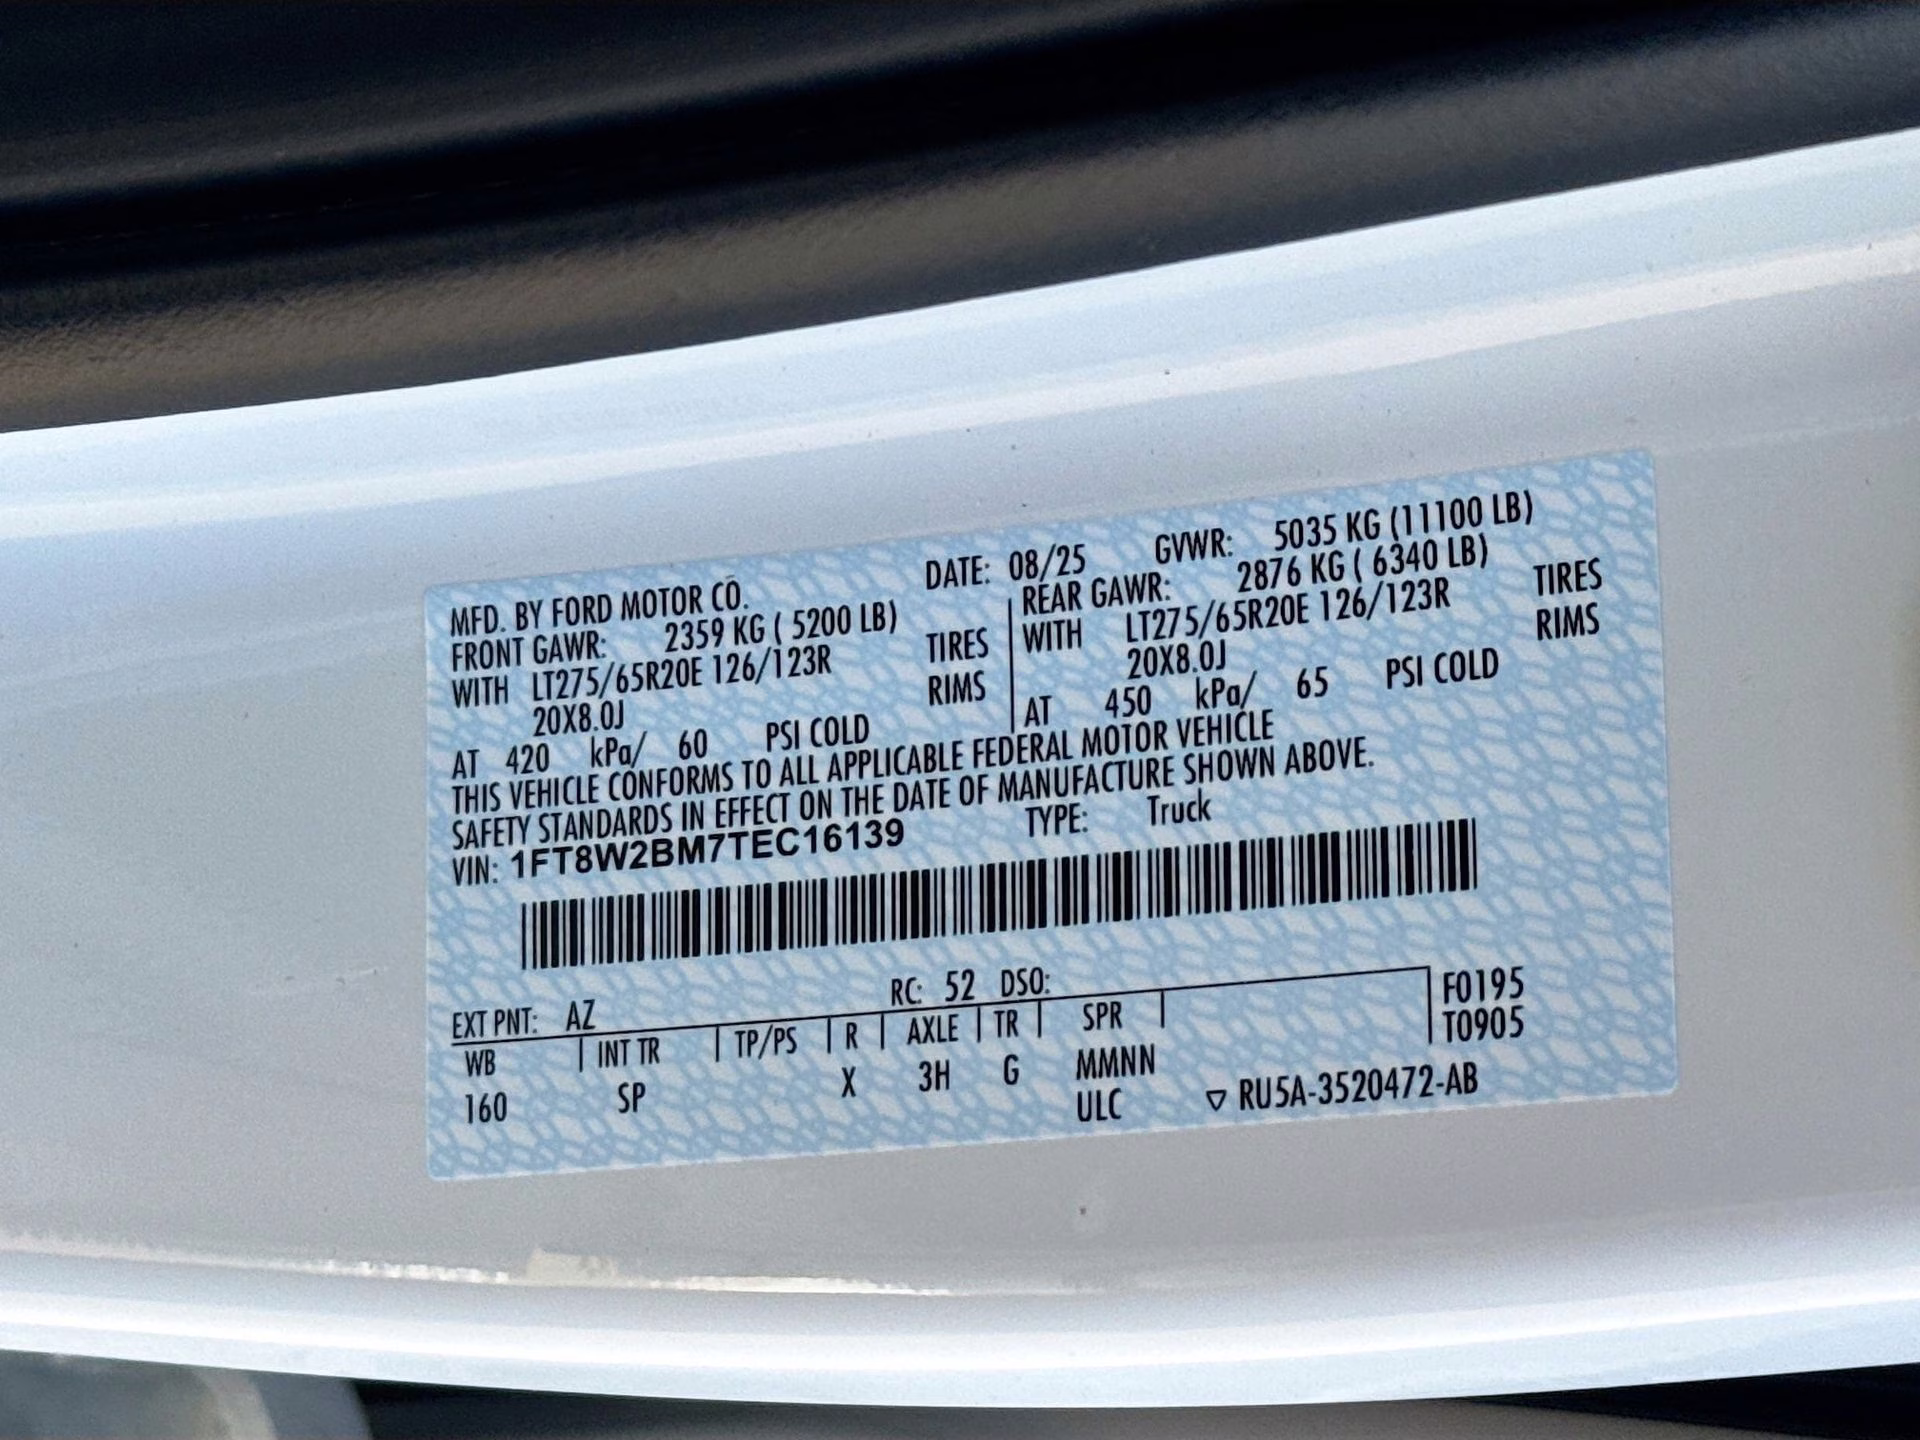 MFD. BY FORD MOTOR CO. DATE: 08/25 GVWR: 5035 KG (11100 LB)
FRONT GAWR: 2359 KG ( 5200 LB)
WITH LT275/65R20E 126/123R TIRES
20X8.0J RIMS
AT 420 kPa/ 60 PSI COLD
REAR GAWR: 2876 KG ( 6340 LB)
WITH LT275/65R20E 126/123R TIRES
20X8.0J RIMS
AT 450 kPa/ 65 PSI COLD
THIS VEHICLE CONFORMS TO ALL APPLICABLE FEDERAL MOTOR VEHICLE
SAFETY STANDARDS IN EFFECT ON THE DATE OF MANUFACTURE SHOWN ABOVE.
VIN: 1FT8W2BM7TEC16139 TYPE: Truck
EXT PNT: AZ RC: 52 DSO: F0195
WB | INT TR | TP/PS | R | AXLE | TR | SPR | T0905
160 SP X 3H G MMNN
ULC ▽ RU5A-3520472-AB